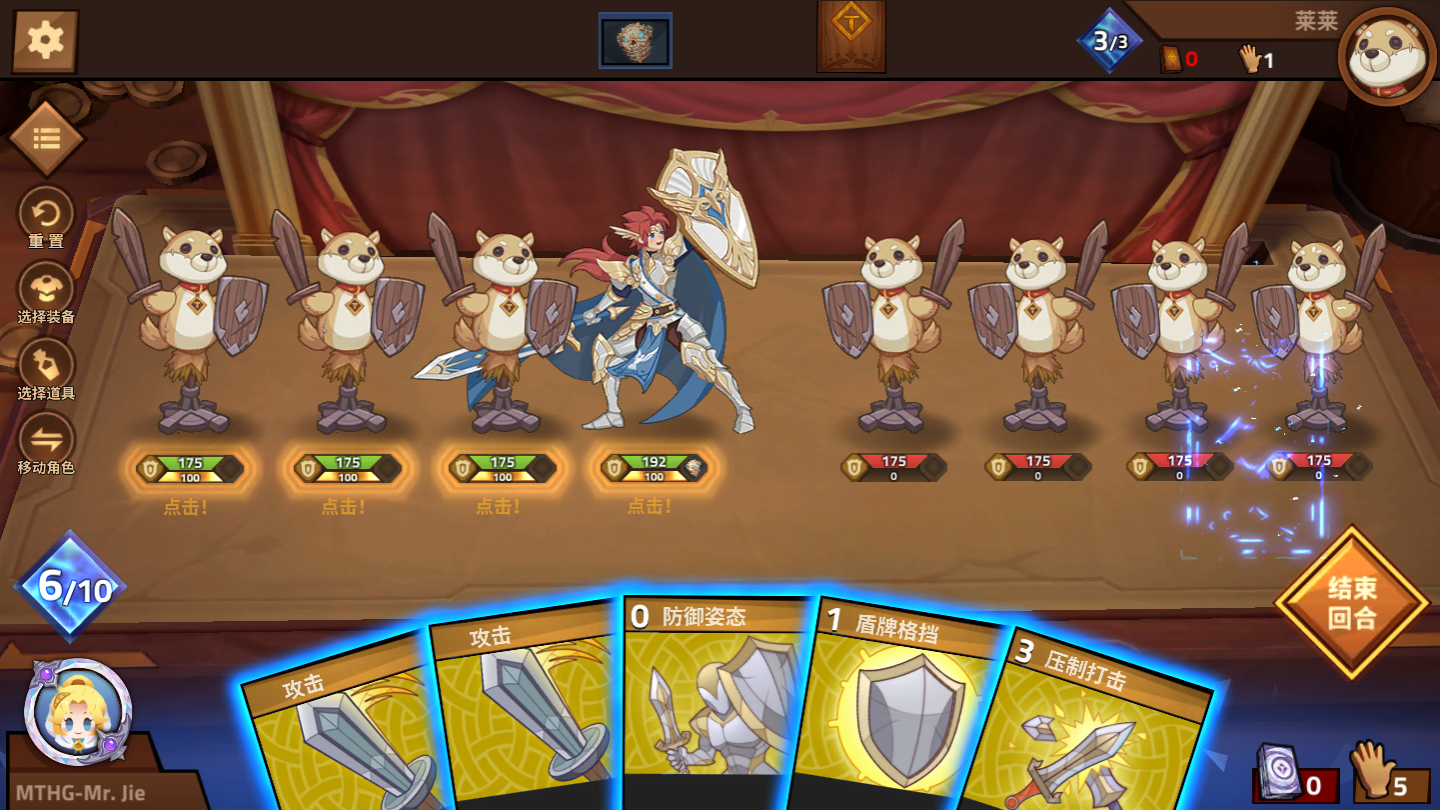 莱莱
3/3
0
1
重置
选择装备
选择道具
移动角色
175
100
175
100
175
100
192
100
175
0
175
0
175
0
175
0
点击!
点击!
点击!
点击!
6/10
结束
回合
攻击
攻击
0 防御姿态
1 盾牌格挡
3 压制打击
MTHG-Mr. Jie
0
5